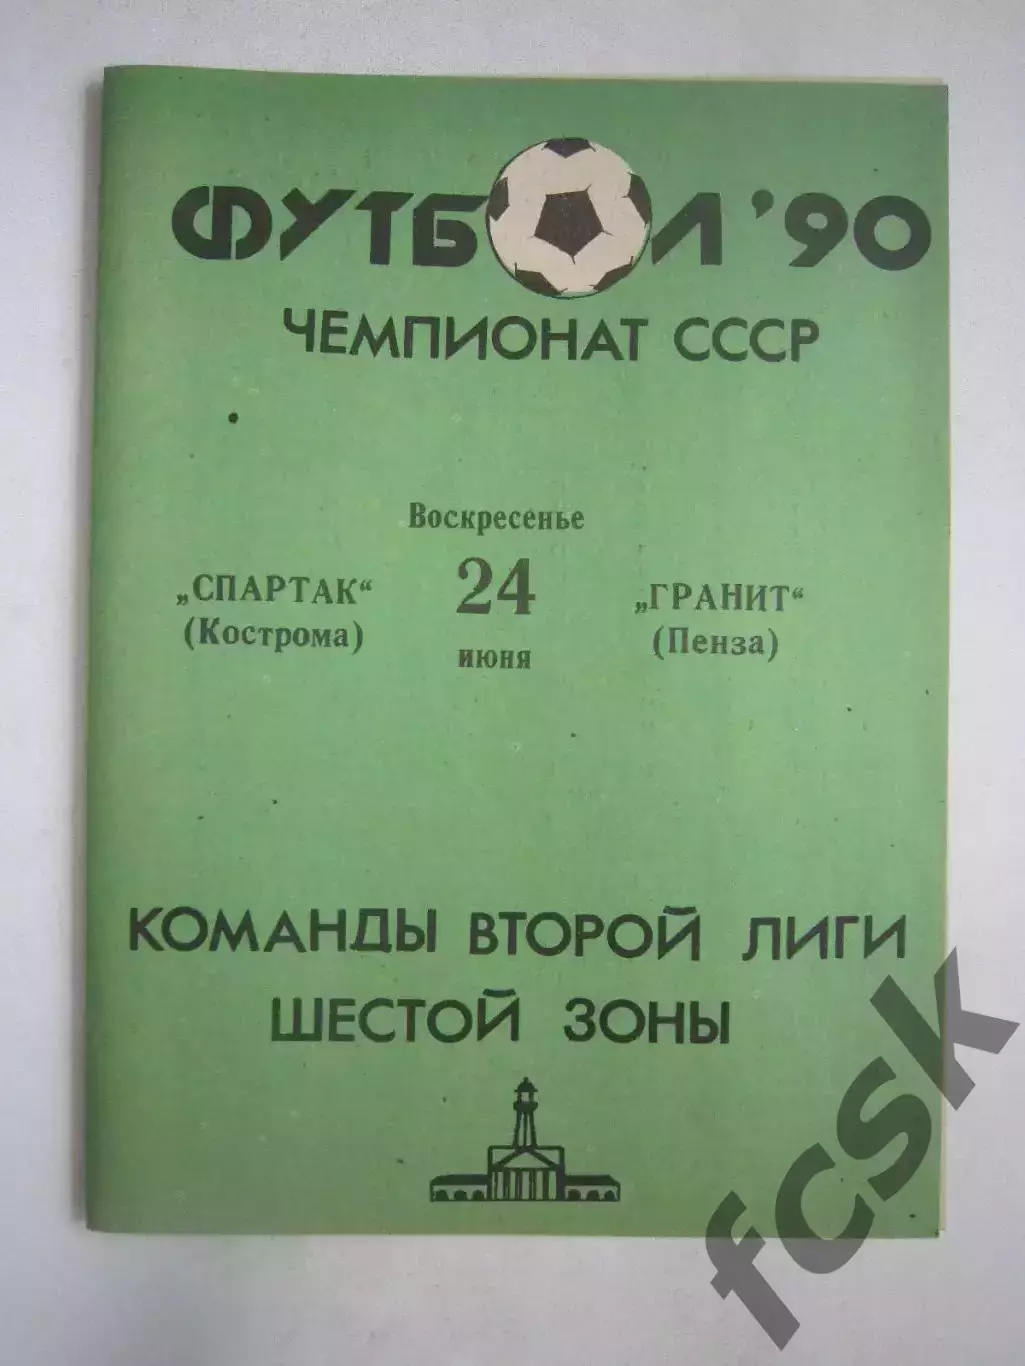 ФУТБОЛ '90
ЧЕМПИОНАТ СССР
Воскресенье
„СПАРТАК“ 24 „ГРАНИТ“
(Кострома) июня (Пенза)
КОМАНДЫ ВТОРОЙ ЛИГИ
ШЕСТОЙ ЗОНЫ
fcsk